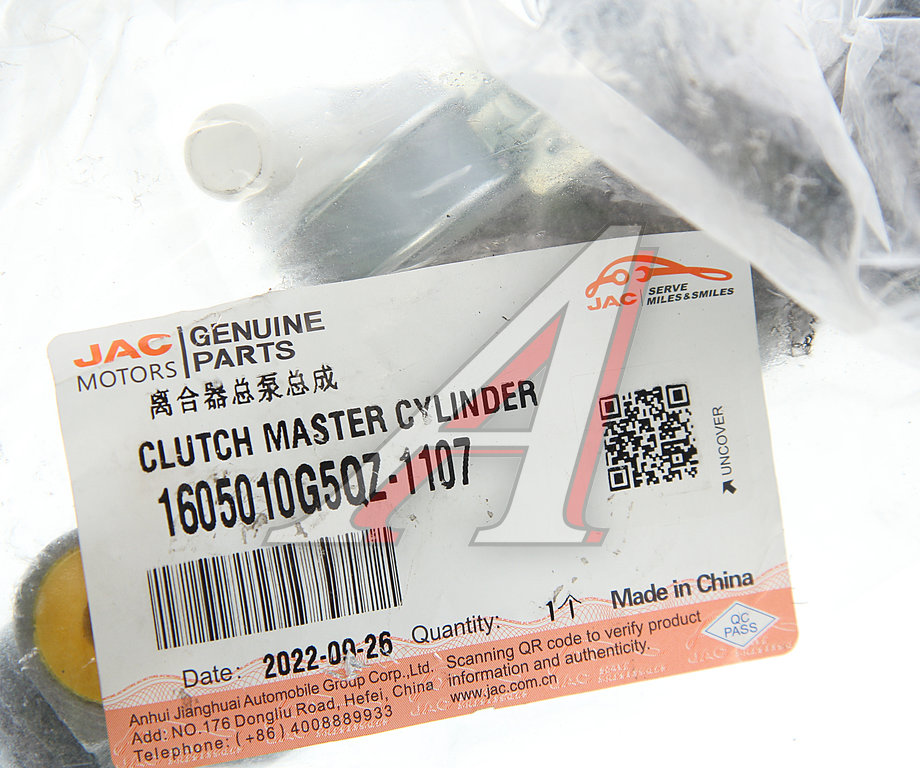 JAC MOTORS
GENUINE PARTS
SERVE
MILES&SMILES
JAC
离合器总泵总成
CLUTCH MASTER CYLINDER
1605010G5QZ-1107
UNCOVER
Date: 2022-09-26
Quantity: 1个
Made in China
QC PASS
Anhui Jianghuai Automobile Group Corp.,Ltd.
Add: NO.176 Dongliu Road, Hefei, China
Telephone: (+86)4008889933
Scanning QR code to verify product
information and authenticity.
www.jac.com.cn